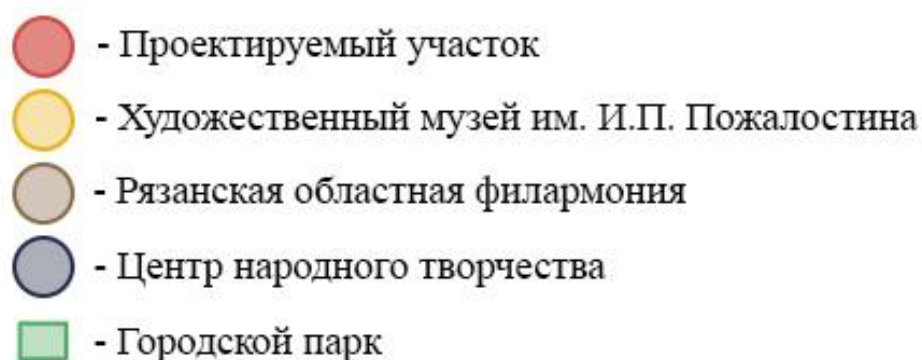 - Проектируемый участок
- Художественный музей им. И.П. Пожалостина
- Рязанская областная филармония
- Центр народного творчества
- Городской парк